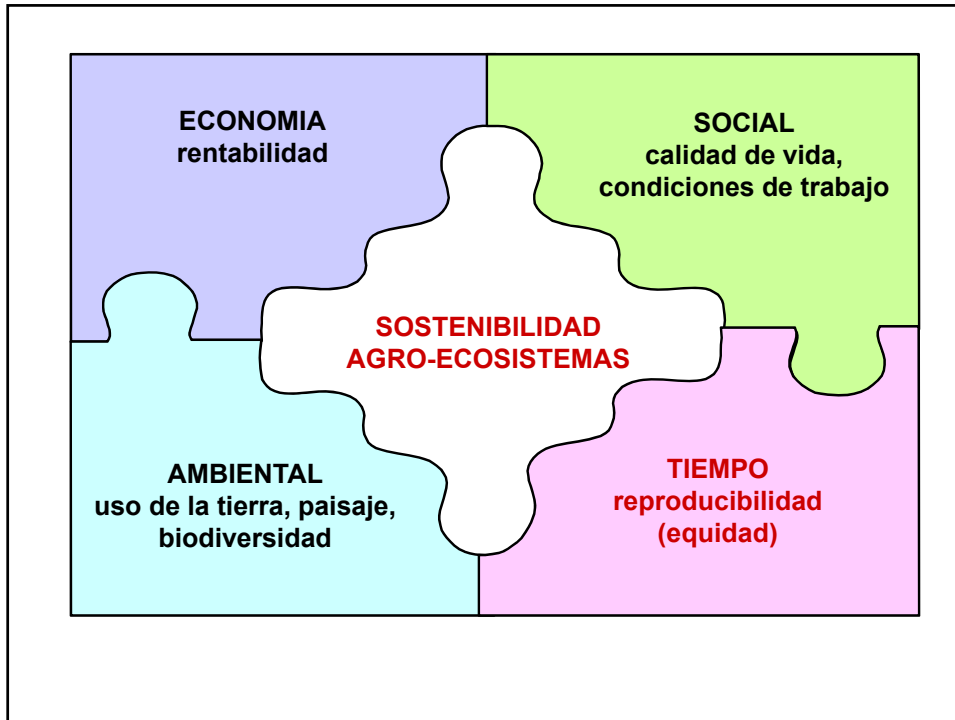 ECONOMIA
rentabilidad
SOCIAL
calidad de vida,
condiciones de trabajo
SOSTENIBILIDAD
AGRO-ECOSISTEMAS
AMBIENTAL
uso de la tierra, paisaje,
biodiversidad
TIEMPO
reproducibilidad
(equidad)